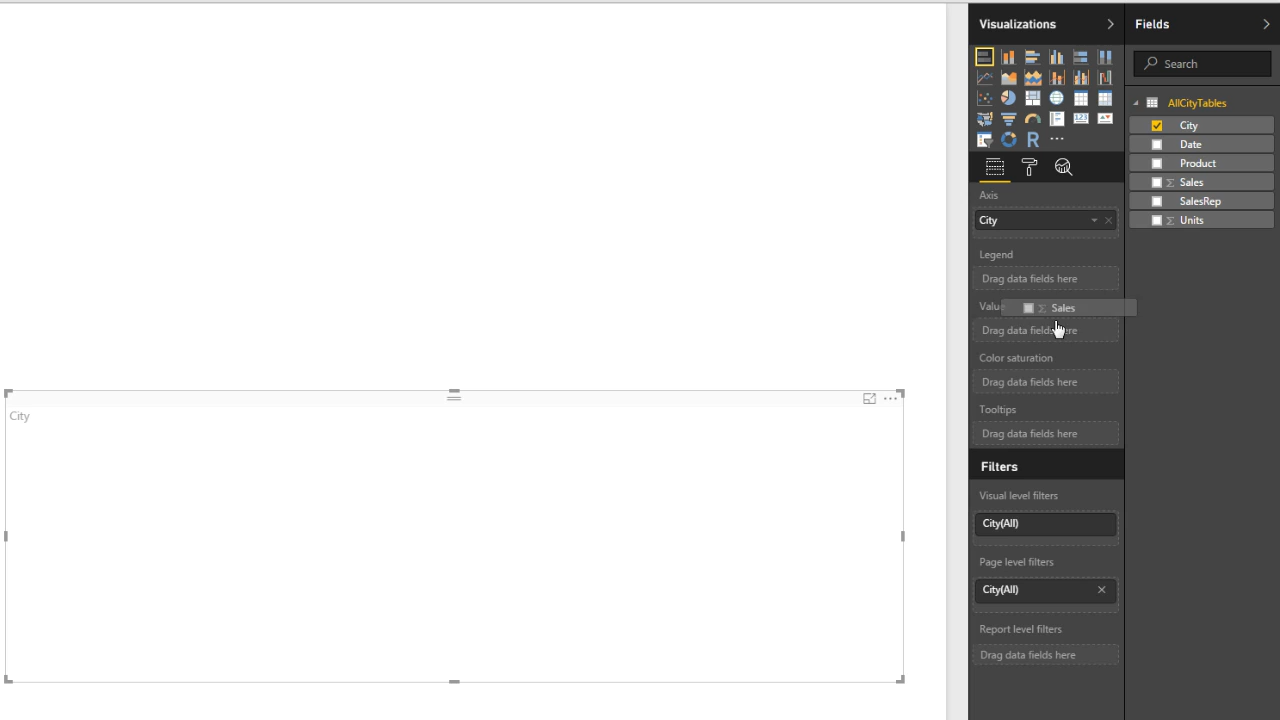 Visualizations
Fields
Search
AllCityTables
City
Date
Product
Σ Sales
SalesRep
Σ Units
R
123
Axis
City
Legend
Drag data fields here
Σ Sales
Drag data fields here
Color saturation
Drag data fields here
Tooltips
Drag data fields here
Filters
Visual level filters
City(All)
Page level filters
City(All)
Report level filters
Drag data fields here
City